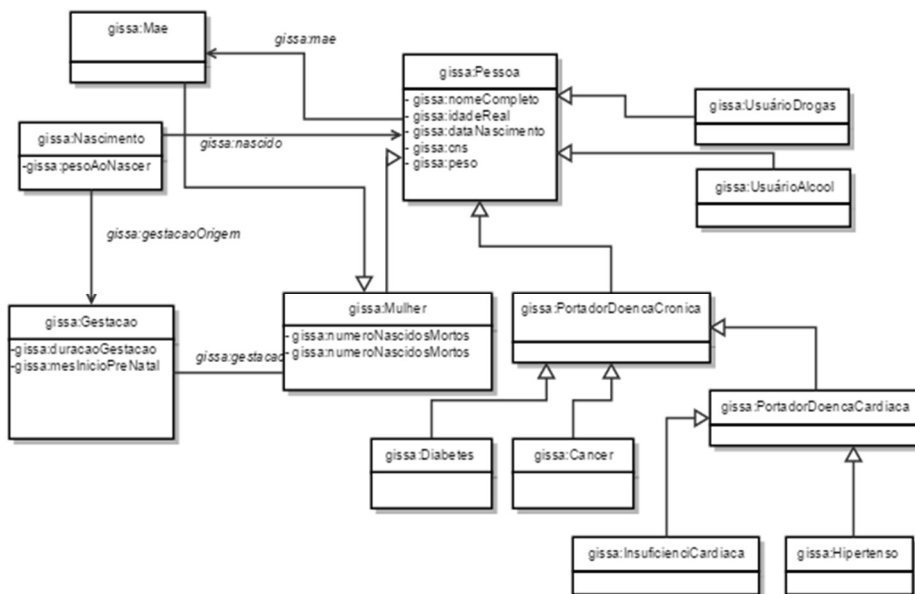 gissa:Mae
gissa:mae
gissa:Pessoa
- gissa:nomeCompleto
- gissa:idadeReal
- gissa:dataNascimento
- gissa:cns
- gissa:peso
gissa:UsuárioDrogas
gissa:Nascimento
-gissa:pesoAoNascer
gissa:nascido
gissa:UsuárioAlcool
gissa:gestacaoOrigem
gissa:Gestacao
-gissa:duracaoGestacao
-gissa:mesInicioPreNatal
gissa:gestacao
gissa:Mulher
- gissa:numeroNascidosMortos
- gissa:numeroNascidosMortos
gissa:PortadorDoencaCronica
gissa:PortadorDoencaCardiaca
gissa:Diabetes
gissa:Cancer
gissa:InsuficienciCardiaca
gissa:Hipertenso